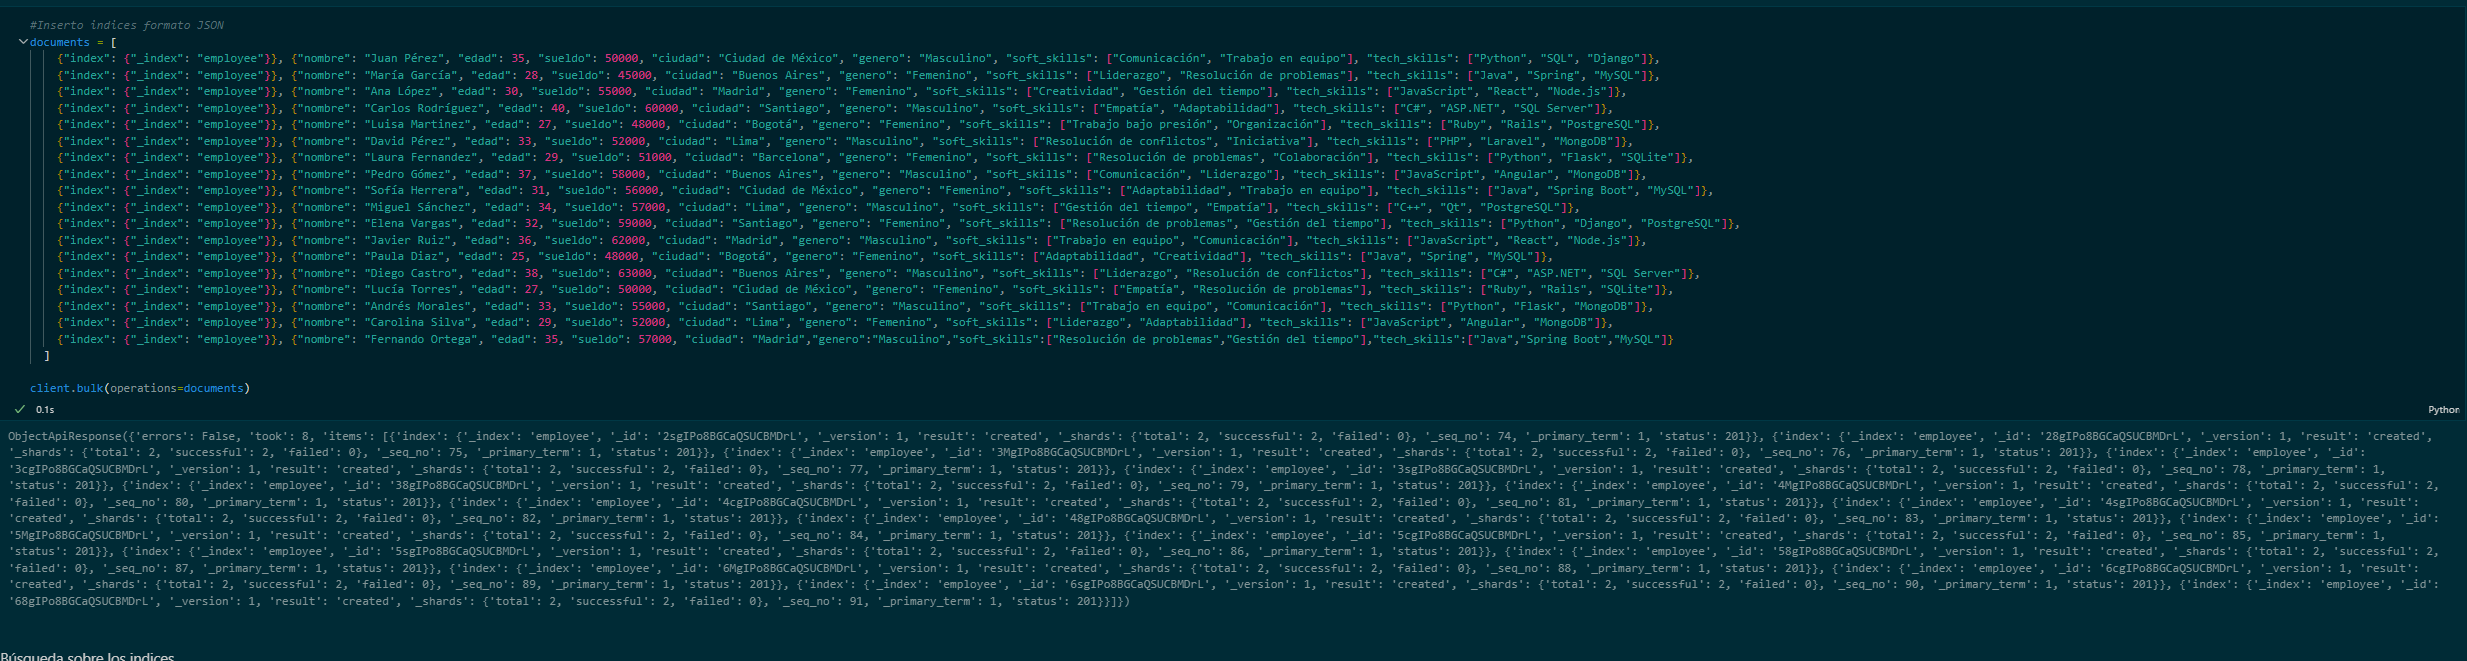 #Inserto indices formato JSON
documents = [
{"index": {"_index": "employee"}}, {"nombre": "Juan Pérez", "edad": 35, "sueldo": 50000, "ciudad": "Ciudad de México", "genero": "Masculino", "soft_skills": ["Comunicación", "Trabajo en equipo"], "tech_skills": ["Python", "SQL", "Django"]},
{"index": {"_index": "employee"}}, {"nombre": "María García", "edad": 28, "sueldo": 45000, "ciudad": "Buenos Aires", "genero": "Femenino", "soft_skills": ["Liderazgo", "Resolución de problemas"], "tech_skills": ["Java", "Spring", "MySQL"]},
{"index": {"_index": "employee"}}, {"nombre": "Ana López", "edad": 30, "sueldo": 55000, "ciudad": "Madrid", "genero": "Femenino", "soft_skills": ["Creatividad", "Gestión del tiempo"], "tech_skills": ["JavaScript", "React", "Node.js"]},
{"index": {"_index": "employee"}}, {"nombre": "Carlos Rodríguez", "edad": 40, "sueldo": 60000, "ciudad": "Santiago", "genero": "Masculino", "soft_skills": ["Empatía", "Adaptabilidad"], "tech_skills": ["C#", "ASP.NET", "SQL Server"]},
{"index": {"_index": "employee"}}, {"nombre": "Luisa Martinez", "edad": 27, "sueldo": 48000, "ciudad": "Bogotá", "genero": "Femenino", "soft_skills": ["Trabajo bajo presión", "Organización"], "tech_skills": ["Ruby", "Rails", "PostgreSQL"]},
{"index": {"_index": "employee"}}, {"nombre": "David Pérez", "edad": 33, "sueldo": 52000, "ciudad": "Lima", "genero": "Masculino", "soft_skills": ["Resolución de conflictos", "Iniciativa"], "tech_skills": ["PHP", "Laravel", "MongoDB"]},
{"index": {"_index": "employee"}}, {"nombre": "Laura Fernandez", "edad": 29, "sueldo": 51000, "ciudad": "Barcelona", "genero": "Femenino", "soft_skills": ["Resolución de problemas", "Colaboración"], "tech_skills": ["Python", "Flask", "SQLite"]},
{"index": {"_index": "employee"}}, {"nombre": "Pedro Gómez", "edad": 37, "sueldo": 58000, "ciudad": "Buenos Aires", "genero": "Masculino", "soft_skills": ["Comunicación", "Liderazgo"], "tech_skills": ["JavaScript", "Angular", "MongoDB"]},
{"index": {"_index": "employee"}}, {"nombre": "Sofía Herrera", "edad": 31, "sueldo": 56000, "ciudad": "Ciudad de México", "genero": "Femenino", "soft_skills": ["Adaptabilidad", "Trabajo en equipo"], "tech_skills": ["Java", "Spring Boot", "MySQL"]},
{"index": {"_index": "employee"}}, {"nombre": "Miguel Sánchez", "edad": 34, "sueldo": 57000, "ciudad": "Lima", "genero": "Masculino", "soft_skills": ["Gestión del tiempo", "Empatía"], "tech_skills": ["C++", "Qt", "PostgreSQL"]},
{"index": {"_index": "employee"}}, {"nombre": "Elena Vargas", "edad": 32, "sueldo": 59000, "ciudad": "Santiago", "genero": "Femenino", "soft_skills": ["Resolución de problemas", "Gestión del tiempo"], "tech_skills": ["Python", "Django", "PostgreSQL"]},
{"index": {"_index": "employee"}}, {"nombre": "Javier Ruiz", "edad": 36, "sueldo": 62000, "ciudad": "Madrid", "genero": "Masculino", "soft_skills": ["Trabajo en equipo", "Comunicación"], "tech_skills": ["JavaScript", "React", "Node.js"]},
{"index": {"_index": "employee"}}, {"nombre": "Paula Diaz", "edad": 25, "sueldo": 48000, "ciudad": "Bogotá", "genero": "Femenino", "soft_skills": ["Adaptabilidad", "Creatividad"], "tech_skills": ["Java", "Spring", "MySQL"]},
{"index": {"_index": "employee"}}, {"nombre": "Diego Castro", "edad": 38, "sueldo": 63000, "ciudad": "Buenos Aires", "genero": "Masculino", "soft_skills": ["Liderazgo", "Resolución de conflictos"], "tech_skills": ["C#", "ASP.NET", "SQL Server"]},
{"index": {"_index": "employee"}}, {"nombre": "Lucía Torres", "edad": 27, "sueldo": 50000, "ciudad": "Ciudad de México", "genero": "Femenino", "soft_skills": ["Empatía", "Resolución de problemas"], "tech_skills": ["Ruby", "Rails", "SQLite"]},
{"index": {"_index": "employee"}}, {"nombre": "Andrés Morales", "edad": 33, "sueldo": 55000, "ciudad": "Santiago", "genero": "Masculino", "soft_skills": ["Trabajo en equipo", "Comunicación"], "tech_skills": ["Python", "Flask", "MongoDB"]},
{"index": {"_index": "employee"}}, {"nombre": "Carolina Silva", "edad": 29, "sueldo": 52000, "ciudad": "Lima", "genero": "Femenino", "soft_skills": ["Liderazgo", "Adaptabilidad"], "tech_skills": ["JavaScript", "Angular", "MongoDB"]},
{"index": {"_index": "employee"}}, {"nombre": "Fernando Ortega", "edad": 35, "sueldo": 57000, "ciudad": "Madrid","genero":"Masculino","soft_skills":["Resolución de problemas","Gestión del tiempo"],"tech_skills":["Java","Spring Boot","MySQL"]}
]
client.bulk(operations=documents)
0.1s
Python
ObjectApiResponse({'errors': False, 'took': 8, 'items': [{'index': {'_index': 'employee', '_id': '2sgIPo8BGCaQSUCBMDrL', '_version': 1, 'result': 'created', '_shards': {'total': 2, 'successful': 2, 'failed': 0}, '_seq_no': 74, '_primary_term': 1, 'status': 201}}, {'index': {'_index': 'employee', '_id': '28gIPo8BGCaQSUCBMDrL', '_version': 1, 'result': 'created',
'_shards': {'total': 2, 'successful': 2, 'failed': 0}, '_seq_no': 75, '_primary_term': 1, 'status': 201}}, {'index': {'_index': 'employee', '_id': '3MgIPo8BGCaQSUCBMDrL', '_version': 1, 'result': 'created', '_shards': {'total': 2, 'successful': 2, 'failed': 0}, '_seq_no': 76, '_primary_term': 1, 'status': 201}}, {'index': {'_index': 'employee', '_id':
'3cgIPo8BGCaQSUCBMDrL', '_version': 1, 'result': 'created', '_shards': {'total': 2, 'successful': 2, 'failed': 0}, '_seq_no': 77, '_primary_term': 1, 'status': 201}}, {'index': {'_index': 'employee', '_id': '3sgIPo8BGCaQSUCBMDrL', '_version': 1, 'result': 'created', '_shards': {'total': 2, 'successful': 2, 'failed': 0}, '_seq_no': 78, '_primary_term': 1,
'status': 201}}, {'index': {'_index': 'employee', '_id': '38gIPo8BGCaQSUCBMDrL', '_version': 1, 'result': 'created', '_shards': {'total': 2, 'successful': 2, 'failed': 0}, '_seq_no': 79, '_primary_term': 1, 'status': 201}}, {'index': {'_index': 'employee', '_id': '4MgIPo8BGCaQSUCBMDrL', '_version': 1, 'result': 'created', '_shards': {'total': 2, 'successful': 2,
'failed': 0}, '_seq_no': 80, '_primary_term': 1, 'status': 201}}, {'index': {'_index': 'employee', '_id': '4cgIPo8BGCaQSUCBMDrL', '_version': 1, 'result': 'created', '_shards': {'total': 2, 'successful': 2, 'failed': 0}, '_seq_no': 81, '_primary_term': 1, 'status': 201}}, {'index': {'_index': 'employee', '_id': '4sgIPo8BGCaQSUCBMDrL', '_version': 1, 'result':
'created', '_shards': {'total': 2, 'successful': 2, 'failed': 0}, '_seq_no': 82, '_primary_term': 1, 'status': 201}}, {'index': {'_index': 'employee', '_id': '48gIPo8BGCaQSUCBMDrL', '_version': 1, 'result': 'created', '_shards': {'total': 2, 'successful': 2, 'failed': 0}, '_seq_no': 83, '_primary_term': 1, 'status': 201}}, {'index': {'_index': 'employee', '_id':
'5MgIPo8BGCaQSUCBMDrL', '_version': 1, 'result': 'created', '_shards': {'total': 2, 'successful': 2, 'failed': 0}, '_seq_no': 84, '_primary_term': 1, 'status': 201}}, {'index': {'_index': 'employee', '_id': '5cgIPo8BGCaQSUCBMDrL', '_version': 1, 'result': 'created', '_shards': {'total': 2, 'successful': 2, 'failed': 0}, '_seq_no': 85, '_primary_term': 1,
'status': 201}}, {'index': {'_index': 'employee', '_id': '5sgIPo8BGCaQSUCBMDrL', '_version': 1, 'result': 'created', '_shards': {'total': 2, 'successful': 2, 'failed': 0}, '_seq_no': 86, '_primary_term': 1, 'status': 201}}, {'index': {'_index': 'employee', '_id': '58gIPo8BGCaQSUCBMDrL', '_version': 1, 'result': 'created', '_shards': {'total': 2, 'successful': 2,
'failed': 0}, '_seq_no': 87, '_primary_term': 1, 'status': 201}}, {'index': {'_index': 'employee', '_id': '6MgIPo8BGCaQSUCBMDrL', '_version': 1, 'result': 'created', '_shards': {'total': 2, 'successful': 2, 'failed': 0}, '_seq_no': 88, '_primary_term': 1, 'status': 201}}, {'index': {'_index': 'employee', '_id': '6cgIPo8BGCaQSUCBMDrL', '_version': 1, 'result':
'created', '_shards': {'total': 2, 'successful': 2, 'failed': 0}, '_seq_no': 89, '_primary_term': 1, 'status': 201}}, {'index': {'_index': 'employee', '_id': '6sgIPo8BGCaQSUCBMDrL', '_version': 1, 'result': 'created', '_shards': {'total': 2, 'successful': 2, 'failed': 0}, '_seq_no': 90, '_primary_term': 1, 'status': 201}}, {'index': {'_index': 'employee', '_id':
'68gIPo8BGCaQSUCBMDrL', '_version': 1, 'result': 'created', '_shards': {'total': 2, 'successful': 2, 'failed': 0}, '_seq_no': 91, '_primary_term': 1, 'status': 201}}]})
Búsqueda sobre los indices